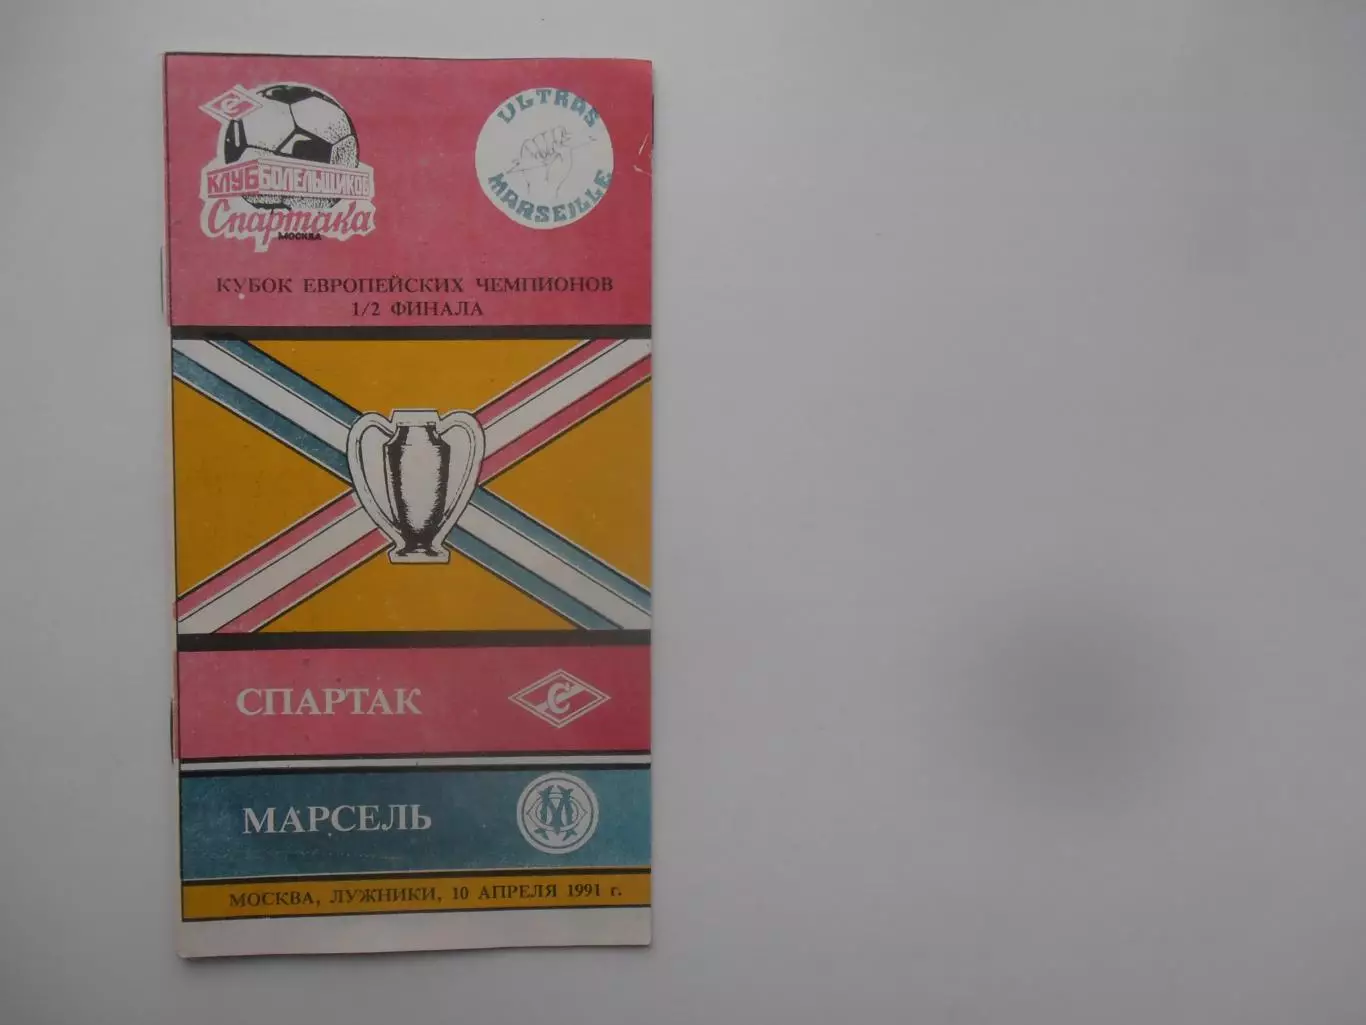 КЛУБ БОЛЕЛЬЩИКОВ
Спартака
МОСКВА
ULTRAS
MARSEILLE
КУБОК ЕВРОПЕЙСКИХ ЧЕМПИОНОВ
1/2 ФИНАЛА
СПАРТАК
МАРСЕЛЬ
МОСКВА, ЛУЖНИКИ, 10 АПРЕЛЯ 1991 г.